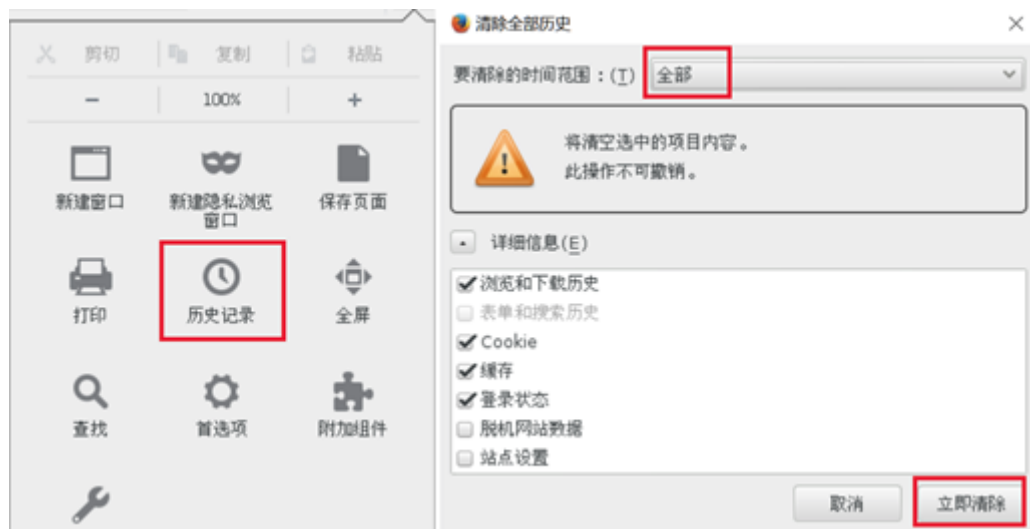 剪切 复制 粘贴
− 100% +
新建窗口 新建隐私浏览 保存页面
窗口
打印 历史记录 全屏
查找 首选项 附加组件
清除全部历史
要清除的时间范围：(T) 全部
将清空选中的项目内容。
此操作不可撤销。
详细信息(E)
浏览和下载历史
表单和搜索历史
Cookie
缓存
登录状态
脱机网站数据
站点设置
取消 立即清除